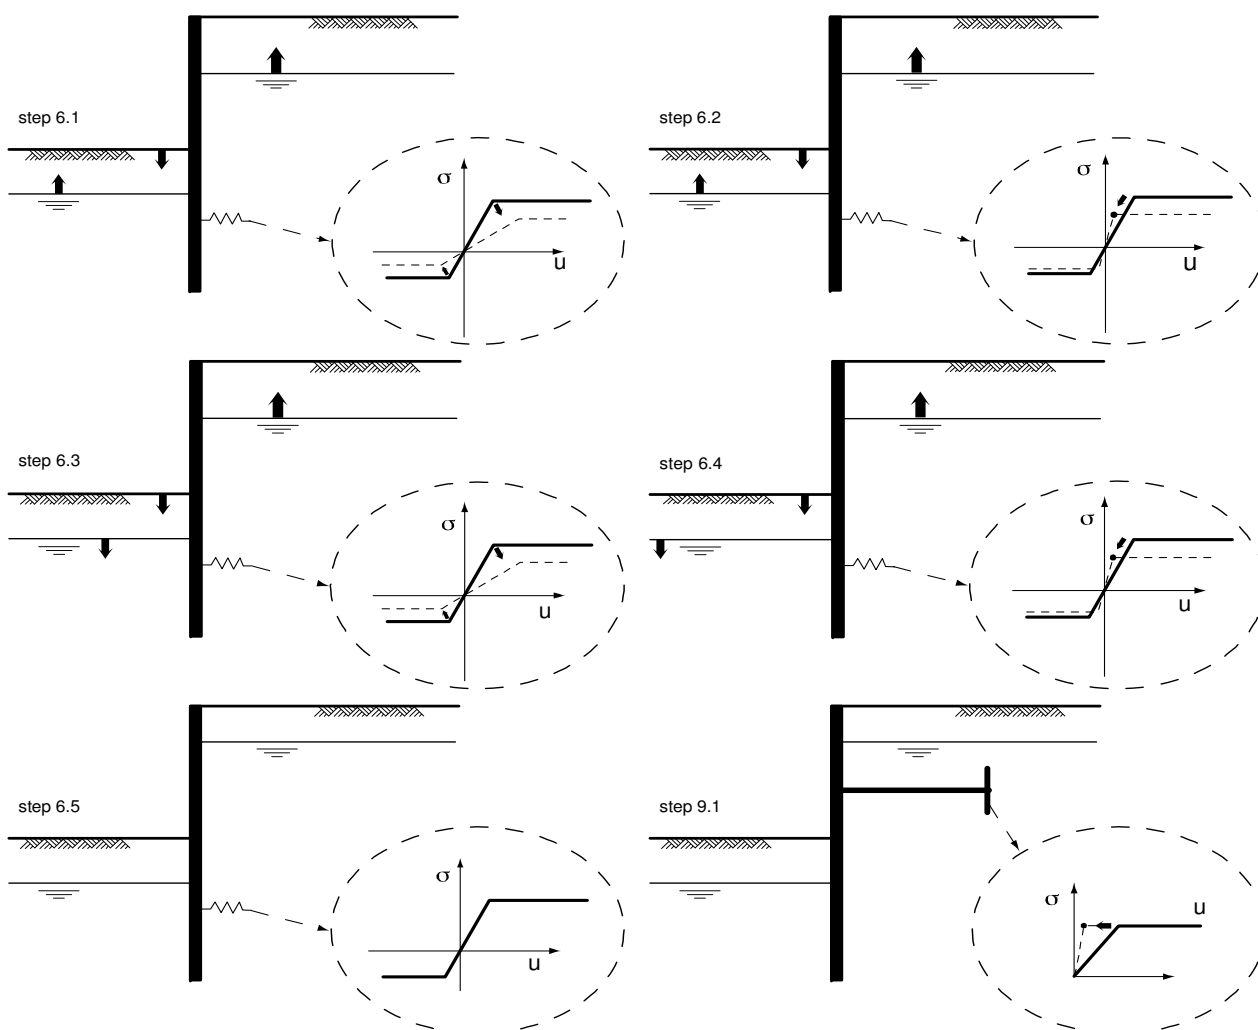 step 6.1
σ
u
step 6.2
σ
u
step 6.3
σ
u
step 6.4
σ
u
step 6.5
σ
u
step 9.1
σ
u